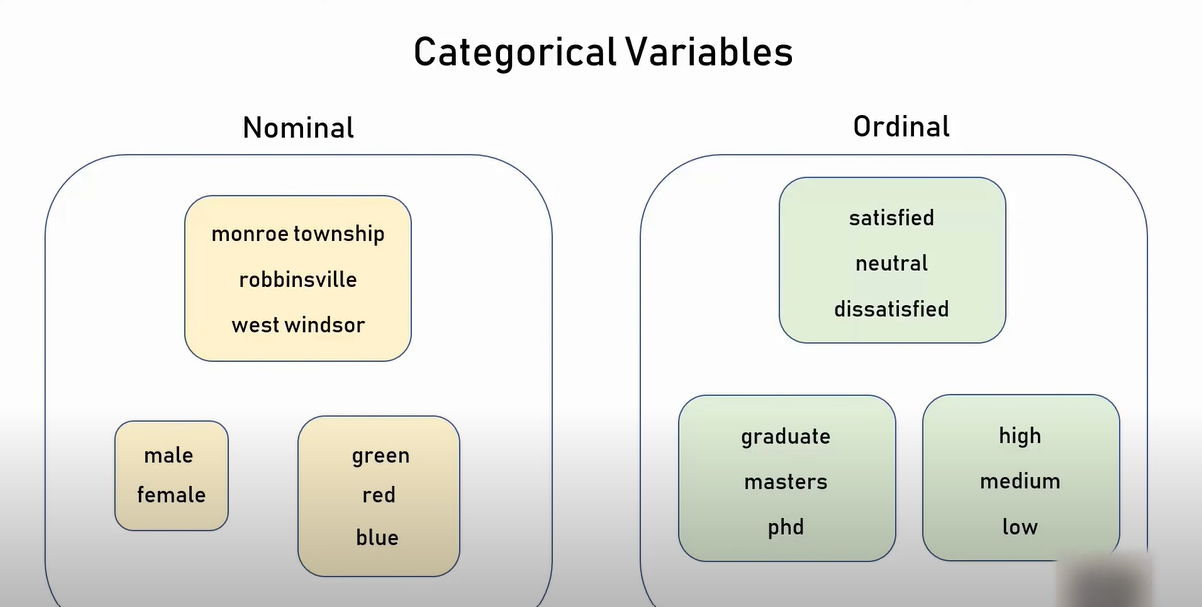 Categorical Variables
Nominal
monroe township
robbinsville
west windsor
male
female
green
red
blue
Ordinal
satisfied
neutral
dissatisfied
graduate
masters
phd
high
medium
low